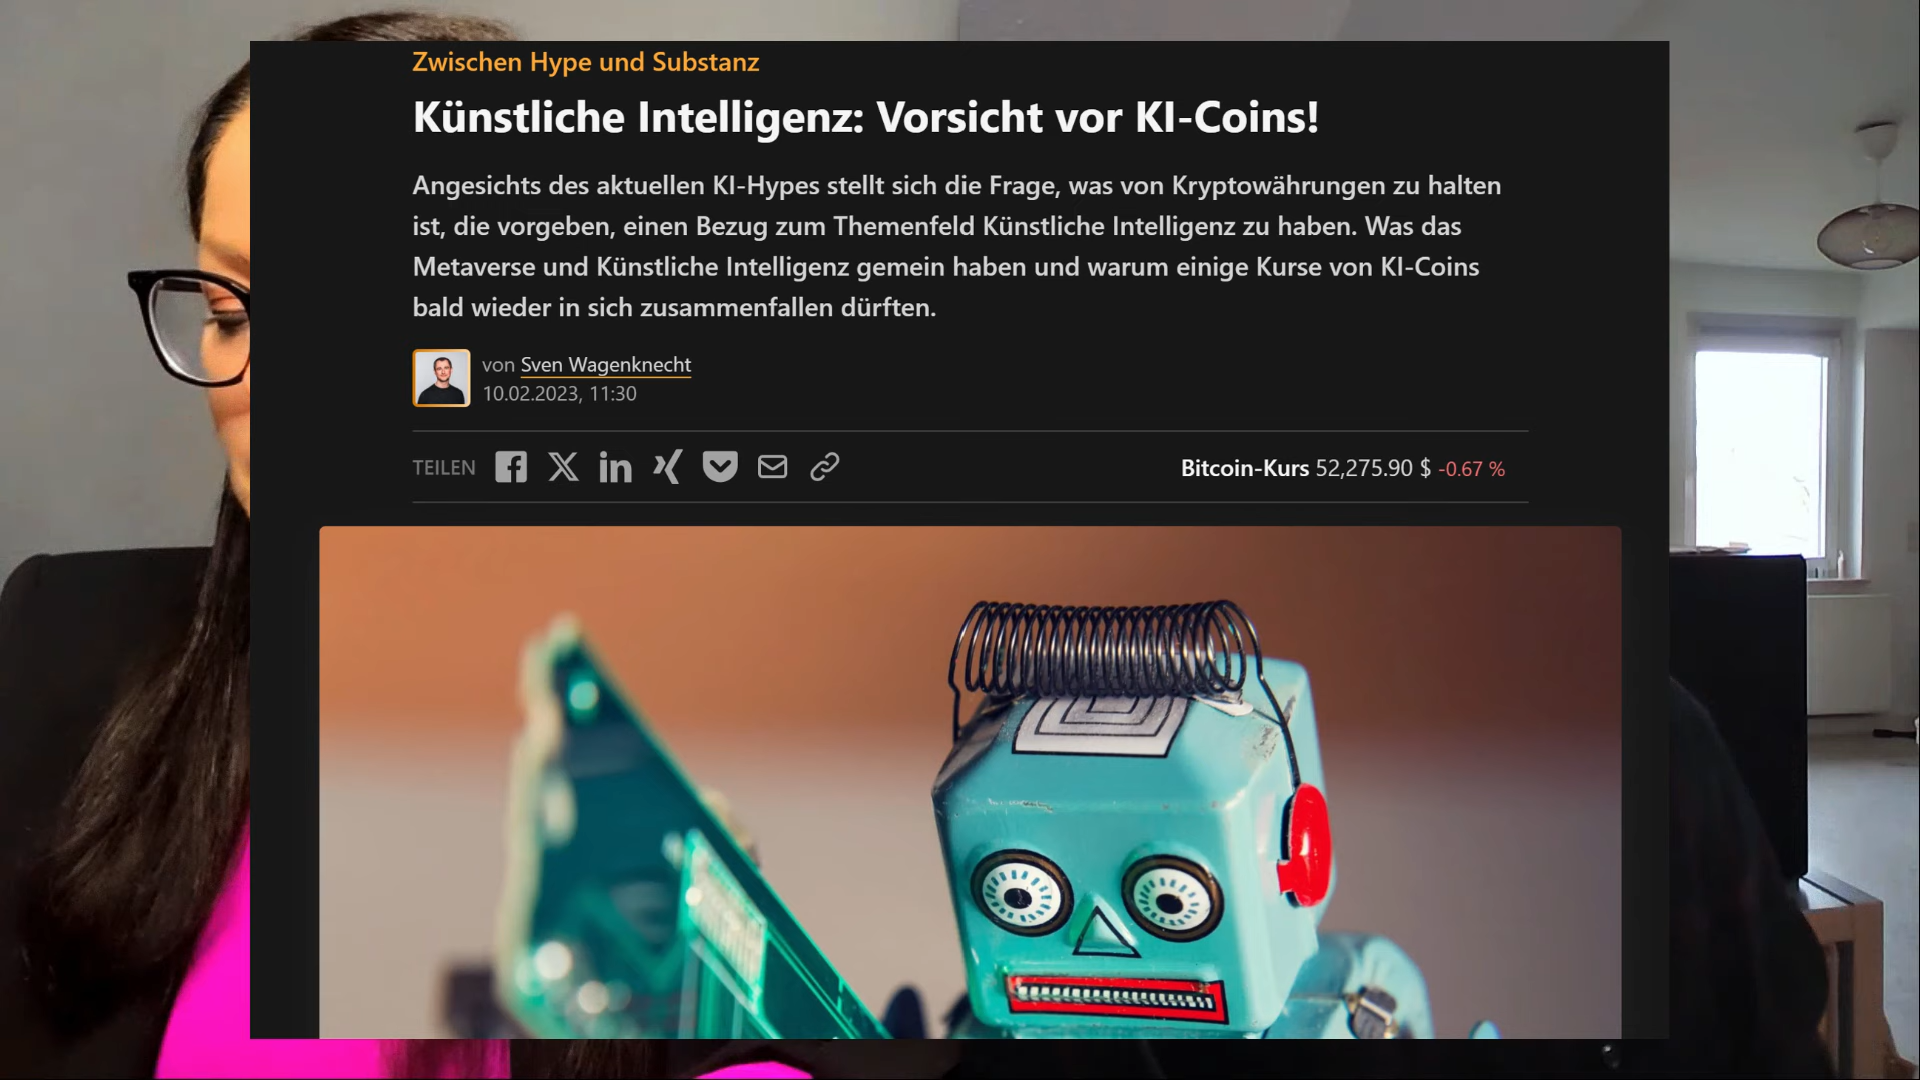 Zwischen Hype und Substanz
Künstliche Intelligenz: Vorsicht vor KI-Coins!
Angesichts des aktuellen KI-Hypes stellt sich die Frage, was von Kryptowährungen zu halten
ist, die vorgeben, einen Bezug zum Themenfeld Künstliche Intelligenz zu haben. Was das
Metaverse und Künstliche Intelligenz gemein haben und warum einige Kurse von KI-Coins
bald wieder in sich zusammenfallen dürften.
von Sven Wagenknecht
10.02.2023, 11:30
TEILEN
Bitcoin-Kurs 52,275.90 $ -0.67 %